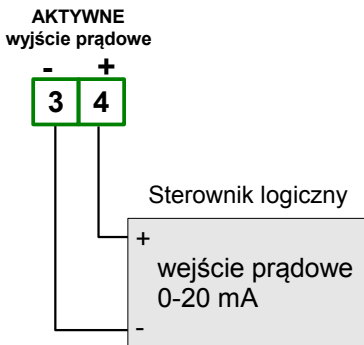 AKTYWNE
wyjście prądowe
- +
3 4
Sterownik logiczny
+
wejście prądowe
0-20 mA
-